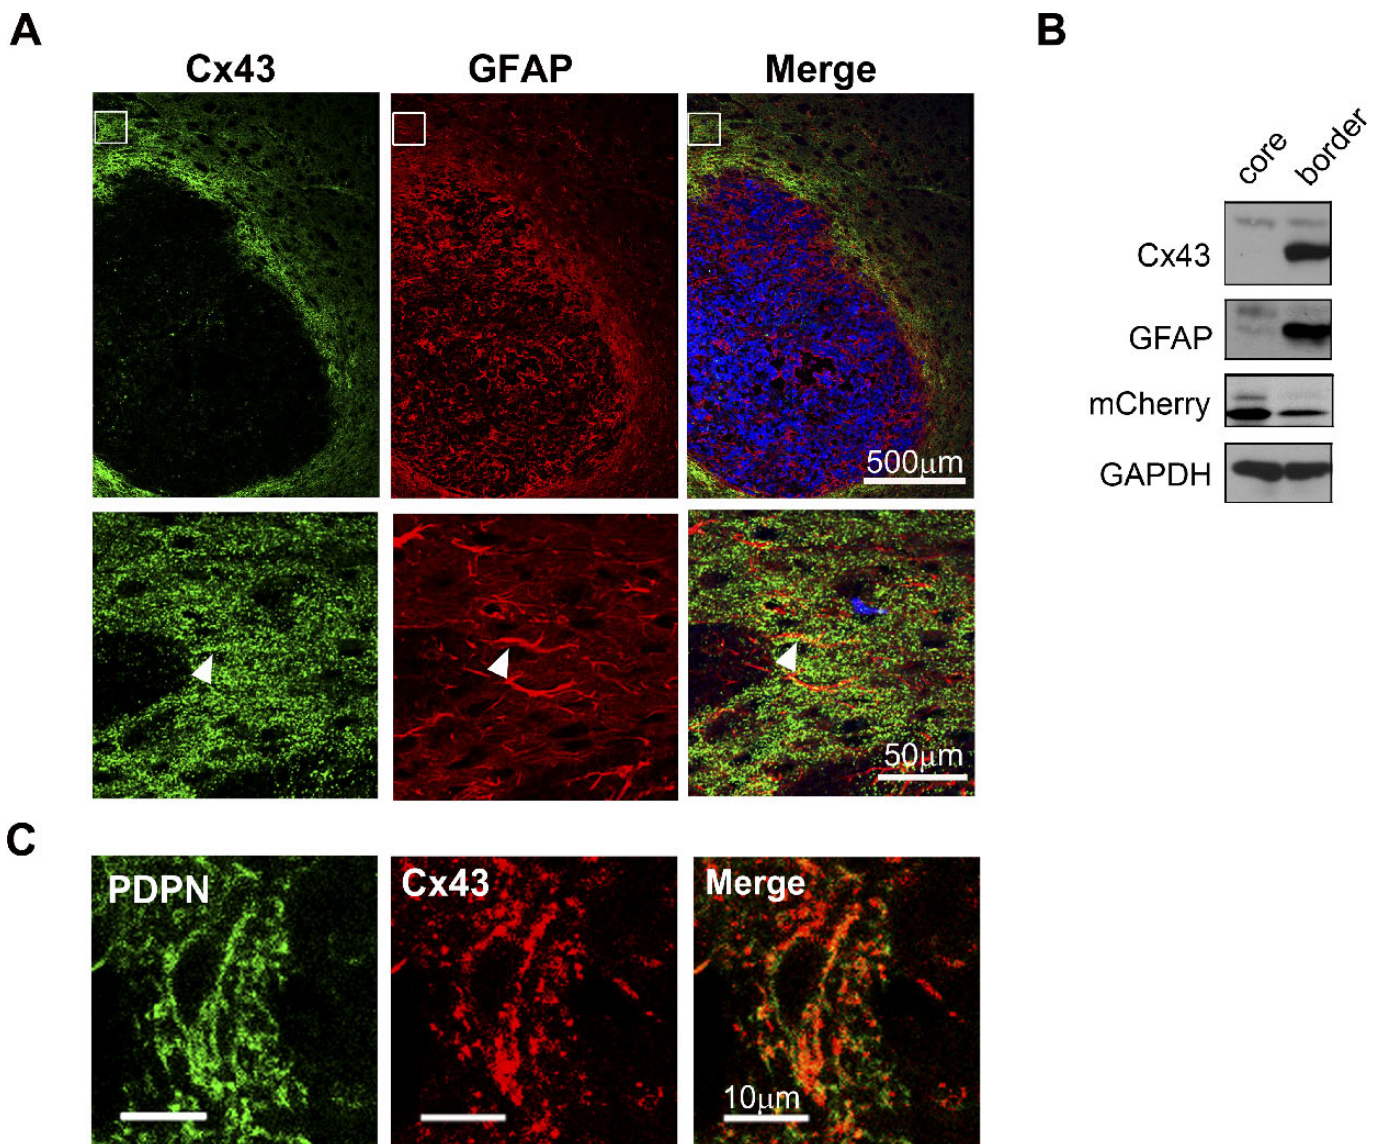 A
B
Cx43 GFAP Merge
core border
500μm
Cx43
GFAP
mCherry
GAPDH
50μm
C
PDPN Cx43 Merge
10μm